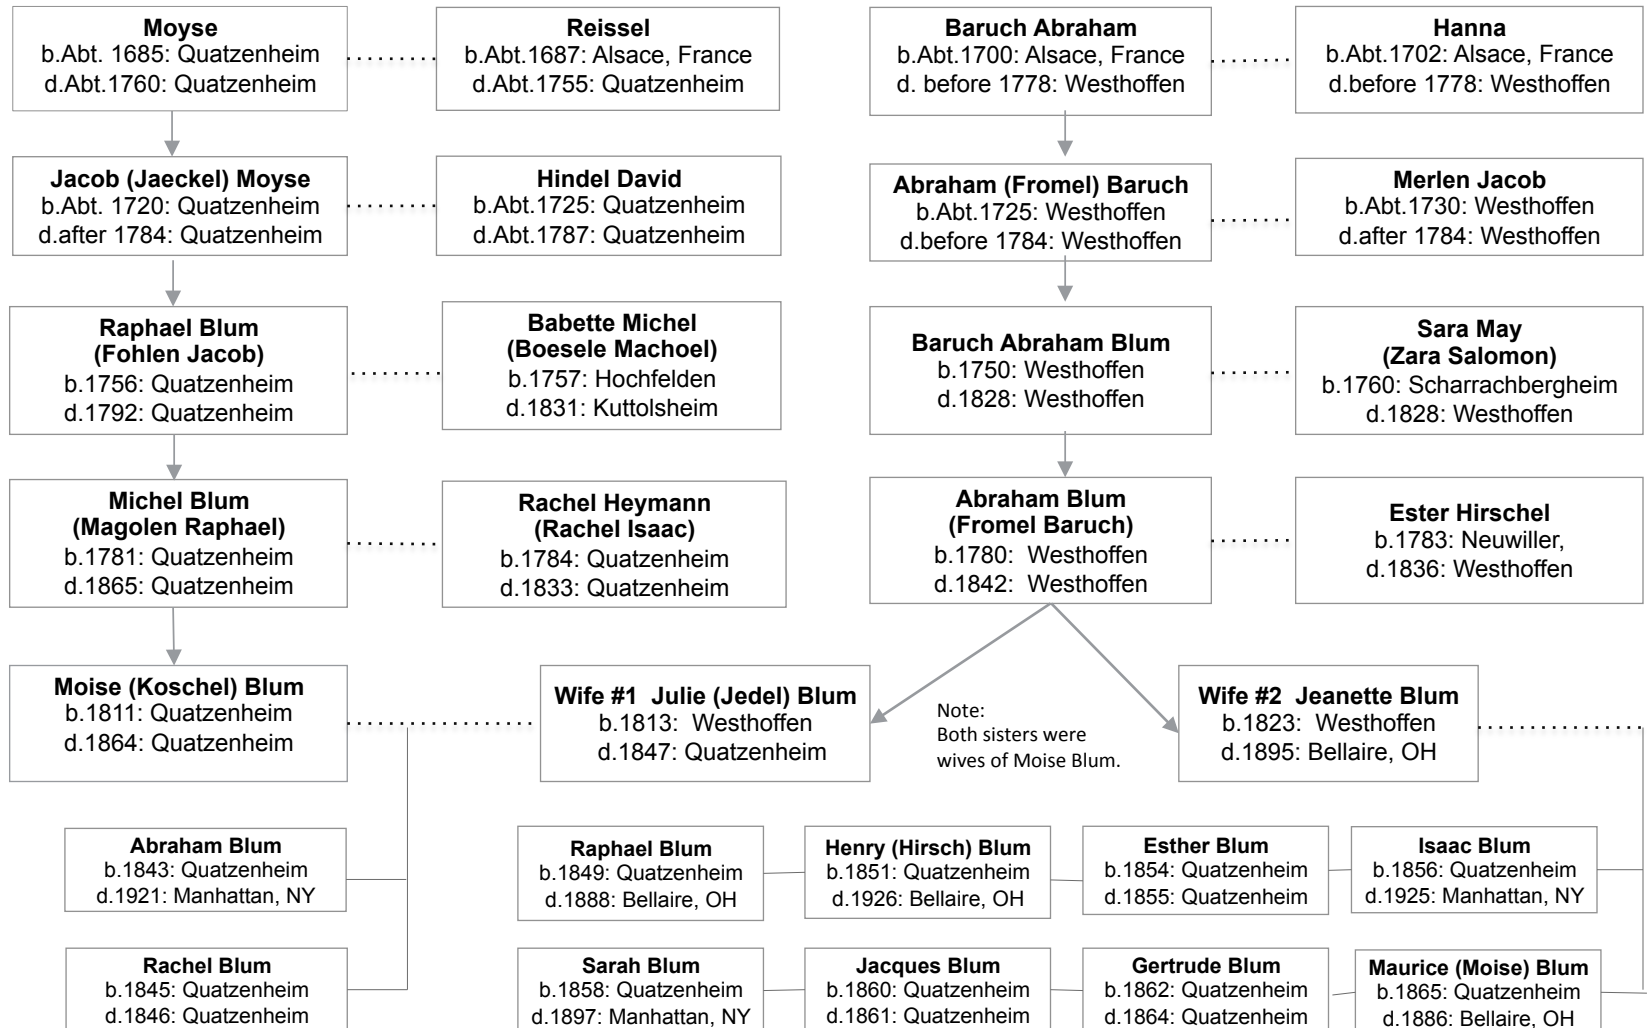 Moyse
b.Abt. 1685: Quatzenheim
d.Abt.1760: Quatzenheim
Reissel
b.Abt.1687: Alsace, France
d.Abt.1755: Quatzenheim
Baruch Abraham
b.Abt.1700: Alsace, France
d. before 1778: Westhoffen
Hanna
b.Abt.1702: Alsace, France
d.before 1778: Westhoffen
Jacob (Jaeckel) Moyse
b.Abt. 1720: Quatzenheim
d.after 1784: Quatzenheim
Hindel David
b.Abt.1725: Quatzenheim
d.Abt.1787: Quatzenheim
Abraham (Fromel) Baruch
b.Abt.1725: Westhoffen
d.before 1784: Westhoffen
Merlen Jacob
b.Abt.1730: Westhoffen
d.after 1784: Westhoffen
Raphael Blum
(Fohlen Jacob)
b.1756: Quatzenheim
d.1792: Quatzenheim
Babette Michel
(Boesele Machoel)
b.1757: Hochfelden
d.1831: Kuttolsheim
Baruch Abraham Blum
b.1750: Westhoffen
d.1828: Westhoffen
Sara May
(Zara Salomon)
b.1760: Scharrachbergheim
d.1828: Westhoffen
Michel Blum
(Magolen Raphael)
b.1781: Quatzenheim
d.1865: Quatzenheim
Rachel Heymann
(Rachel Isaac)
b.1784: Quatzenheim
d.1833: Quatzenheim
Abraham Blum
(Fromel Baruch)
b.1780: Westhoffen
d.1842: Westhoffen
Ester Hirschel
b.1783: Neuwiller,
d.1836: Westhoffen
Moise (Koschel) Blum
b.1811: Quatzenheim
d.1864: Quatzenheim
Wife #1 Julie (Jedel) Blum
b.1813: Westhoffen
d.1847: Quatzenheim
Note:
Both sisters were
wives of Moise Blum.
Wife #2 Jeanette Blum
b.1823: Westhoffen
d.1895: Bellaire, OH
Abraham Blum
b.1843: Quatzenheim
d.1921: Manhattan, NY
Raphael Blum
b.1849: Quatzenheim
d.1888: Bellaire, OH
Henry (Hirsch) Blum
b.1851: Quatzenheim
d.1926: Bellaire, OH
Esther Blum
b.1854: Quatzenheim
d.1855: Quatzenheim
Isaac Blum
b.1856: Quatzenheim
d.1925: Manhattan, NY
Rachel Blum
b.1845: Quatzenheim
d.1846: Quatzenheim
Sarah Blum
b.1858: Quatzenheim
d.1897: Manhattan, NY
Jacques Blum
b.1860: Quatzenheim
d.1861: Quatzenheim
Gertrude Blum
b.1862: Quatzenheim
d.1864: Quatzenheim
Maurice (Moise) Blum
b.1865: Quatzenheim
d.1886: Bellaire, OH